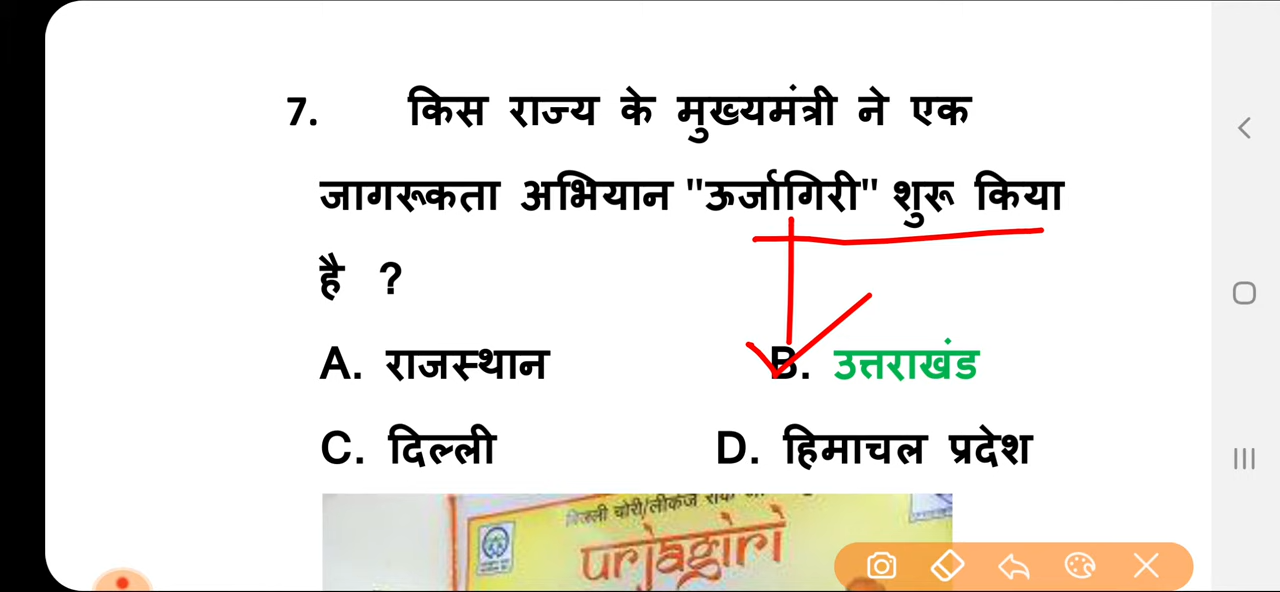 7. किस राज्य के मुख्यमंत्री ने एक
जागरूकता अभियान "ऊर्जागिरी" शुरू किया
है ?
A. राजस्थान B. उत्तराखंड
C. दिल्ली D. हिमाचल प्रदेश
बिजली चोरी/लीकेज
urjagiri